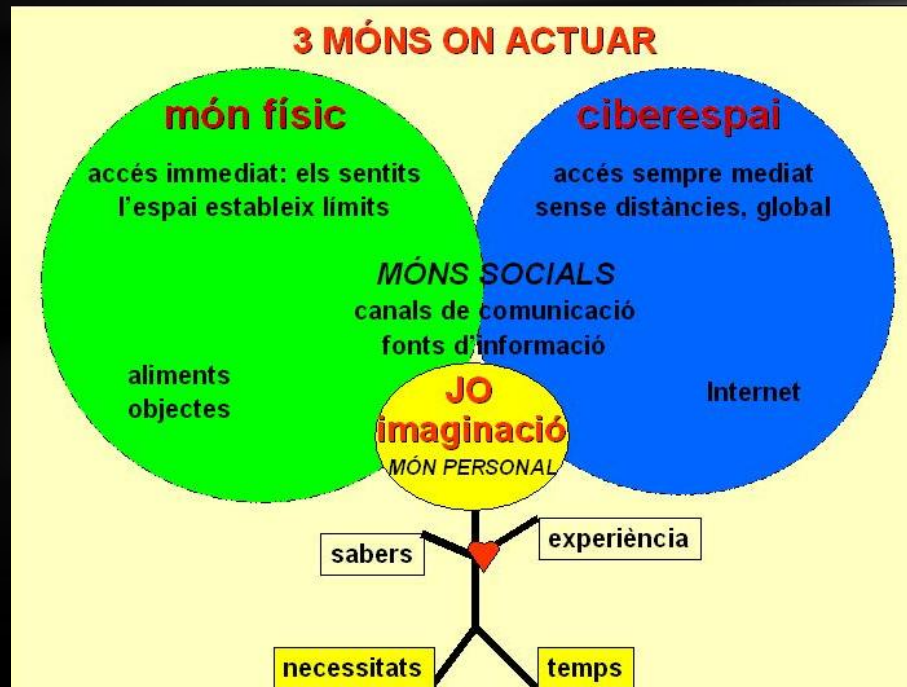 3 MÓNS ON ACTUAR
món físic
accés immediat: els sentits
l'espai estableix límits
aliments
objectes
ciberespai
accés sempre mediat
sense distàncies, global
Internet
MÓNS SOCIALS
canals de comunicació
fonts d'informació
JO
imaginació
MÓN PERSONAL
sabers
experiència
necessitats
temps